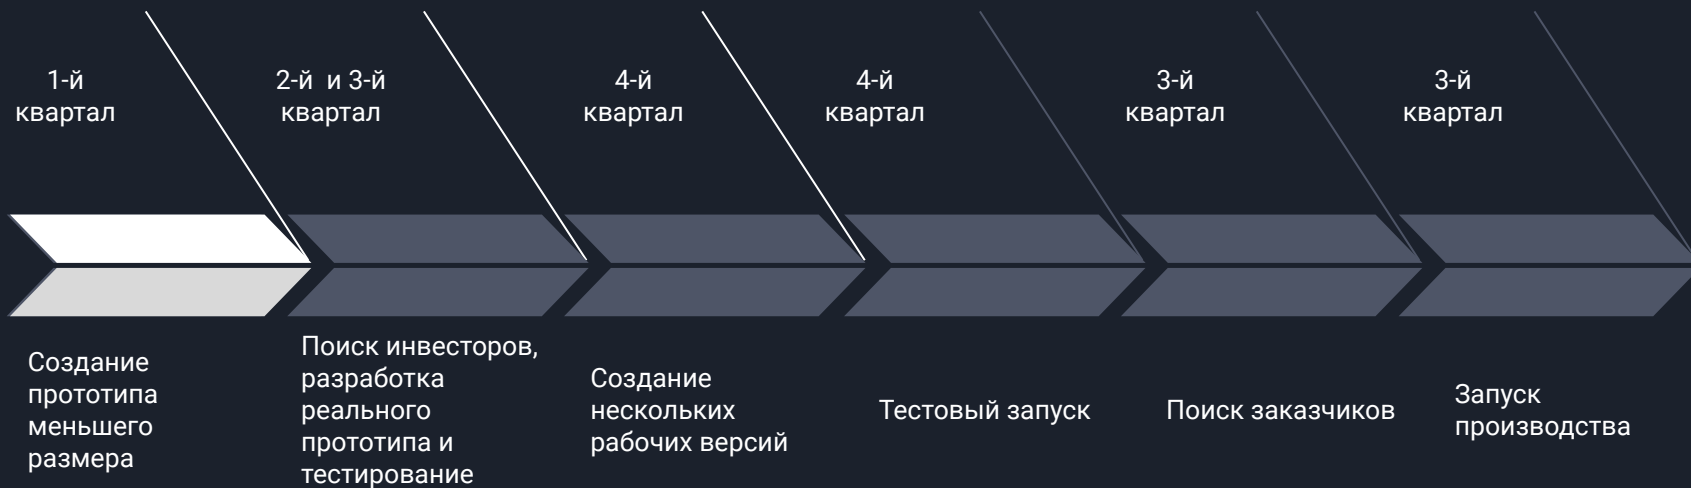 1-й
квартал
2-й и 3-й
квартал
4-й
квартал
4-й
квартал
3-й
квартал
3-й
квартал
Создание
прототипа
меньшего
размера
Поиск инвесторов,
разработка
реального
прототипа и
тестирование
Создание
нескольких
рабочих версий
Тестовый запуск
Поиск заказчиков
Запуск
производства